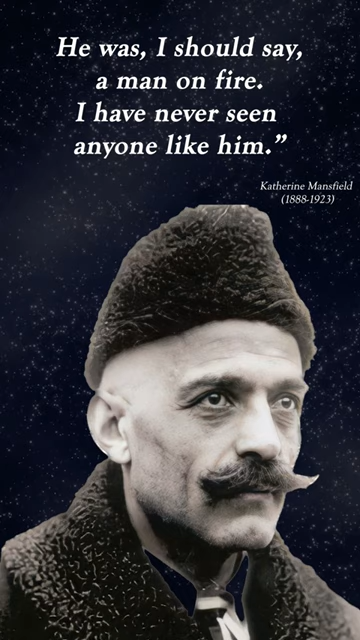 He was, I should say,
a man on fire.
I have never seen
anyone like him.”
Katherine Mansfield
(1888-1923)